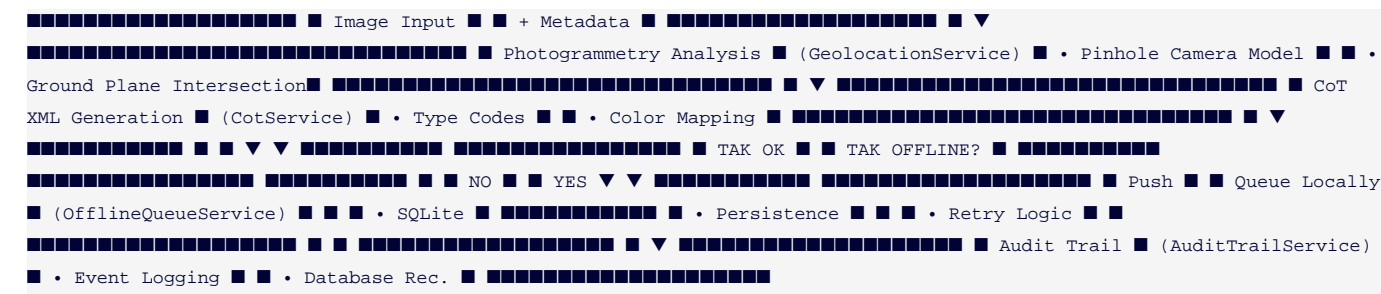 ■■■■■■■■■■■■■■■■■■■ ■ Image Input ■ ■ + Metadata ■ ■■■■■■■■■■■■■■■■■■■ ■ ▼
■■■■■■■■■■■■■■■■■■■■■■■■■■■■■■■ ■ Photogrammetry Analysis ■ (GeolocationService) ■ • Pinhole Camera Model ■ ■ •
Ground Plane Intersection■ ■■■■■■■■■■■■■■■■■■■■■■■■■■■■■■■ ■ ▼ ■■■■■■■■■■■■■■■■■■■■■■■■■■■■■■■ ■ CoT
XML Generation ■ (CotService) ■ • Type Codes ■ ■ • Color Mapping ■ ■■■■■■■■■■■■■■■■■■■■■■■■■■■■■■■ ■ ▼
■■■■■■■■■■■ ■ ■ ▼ ▼ ■■■■■■■■■■ ■■■■■■■■■■■■■■■■ ■ TAK OK ■ ■ TAK OFFLINE? ■ ■■■■■■■■■■
■■■■■■■■■■■■■■■■ ■■■■■■■■■■ ■ ■ NO ■ ■ YES ▼ ▼ ■■■■■■■■■■■ ■■■■■■■■■■■■■■■■■■■ ■ Push ■ ■ Queue Locally
■ (OfflineQueueService) ■ ■ ■ • SQLite ■ ■■■■■■■■■■■ ■ • Persistence ■ ■ ■ • Retry Logic ■ ■
■■■■■■■■■■■■■■■■■■■ ■ ■ ■■■■■■■■■■■■■■■■■■ ■ ▼ ■■■■■■■■■■■■■■■■■■■■ ■ Audit Trail ■ (AuditTrailService)
■ • Event Logging ■ ■ • Database Rec. ■ ■■■■■■■■■■■■■■■■■■■■